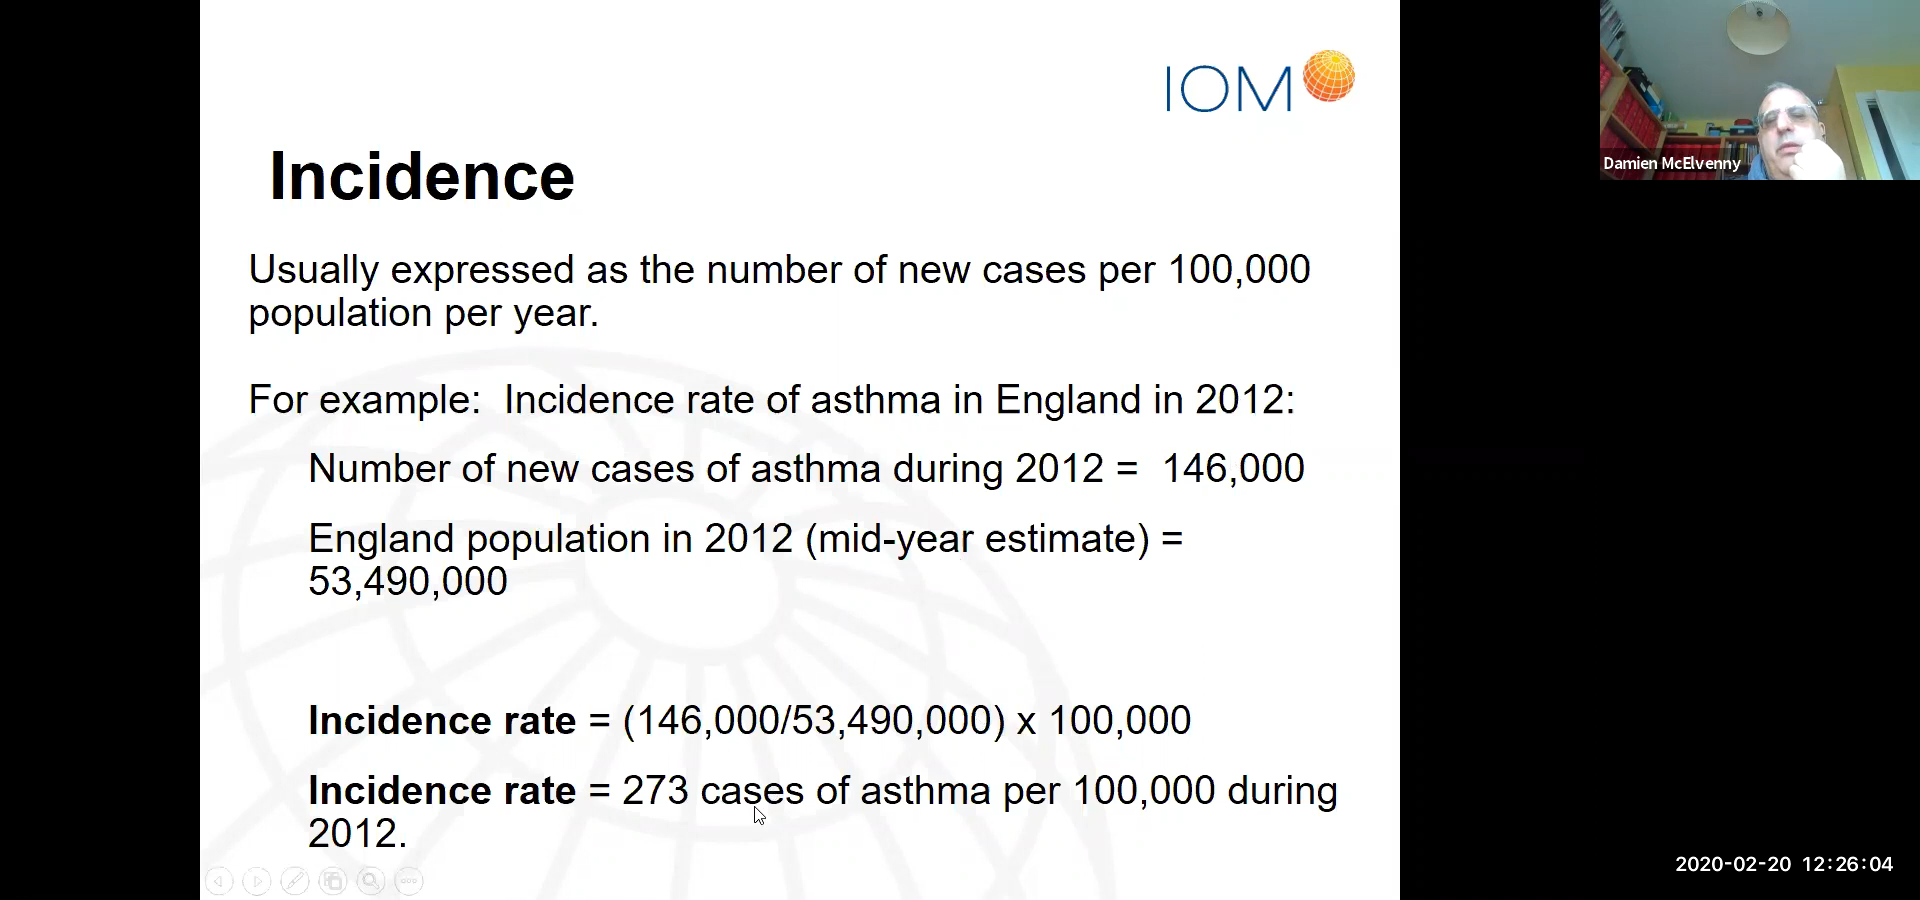 IOM
Incidence
Usually expressed as the number of new cases per 100,000
population per year.
For example:  Incidence rate of asthma in England in 2012:
Number of new cases of asthma during 2012 =  146,000
England population in 2012 (mid-year estimate) =
53,490,000
Incidence rate = (146,000/53,490,000) x 100,000
Incidence rate = 273 cases of asthma per 100,000 during
2012.
Damien McElvenny
2020-02-20 12:26:04